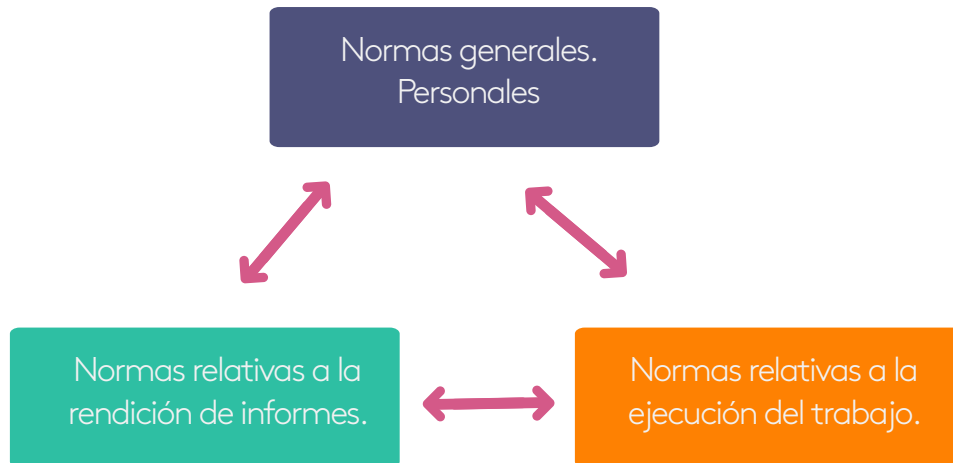 Normas generales.
Personales
Normas relativas a la
rendición de informes.
Normas relativas a la
ejecución del trabajo.